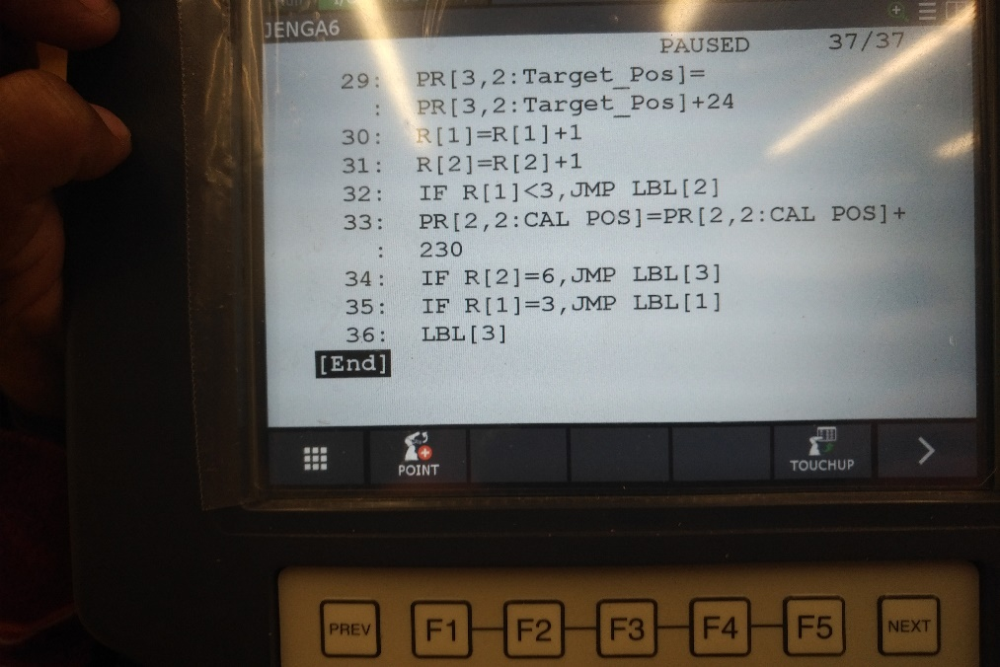 JENGA6
PAUSED 37/37
29: PR[3,2:Target_Pos]=
: PR[3,2:Target_Pos]+24
30: R[1]=R[1]+1
31: R[2]=R[2]+1
32: IF R[1]<3,JMP LBL[2]
33: PR[2,2:CAL POS]=PR[2,2:CAL POS]+
: 230
34: IF R[2]=6,JMP LBL[3]
35: IF R[1]=3,JMP LBL[1]
36: LBL[3]
[End]
POINT TOUCHUP
PREV F1 F2 F3 F4 F5 NEXT